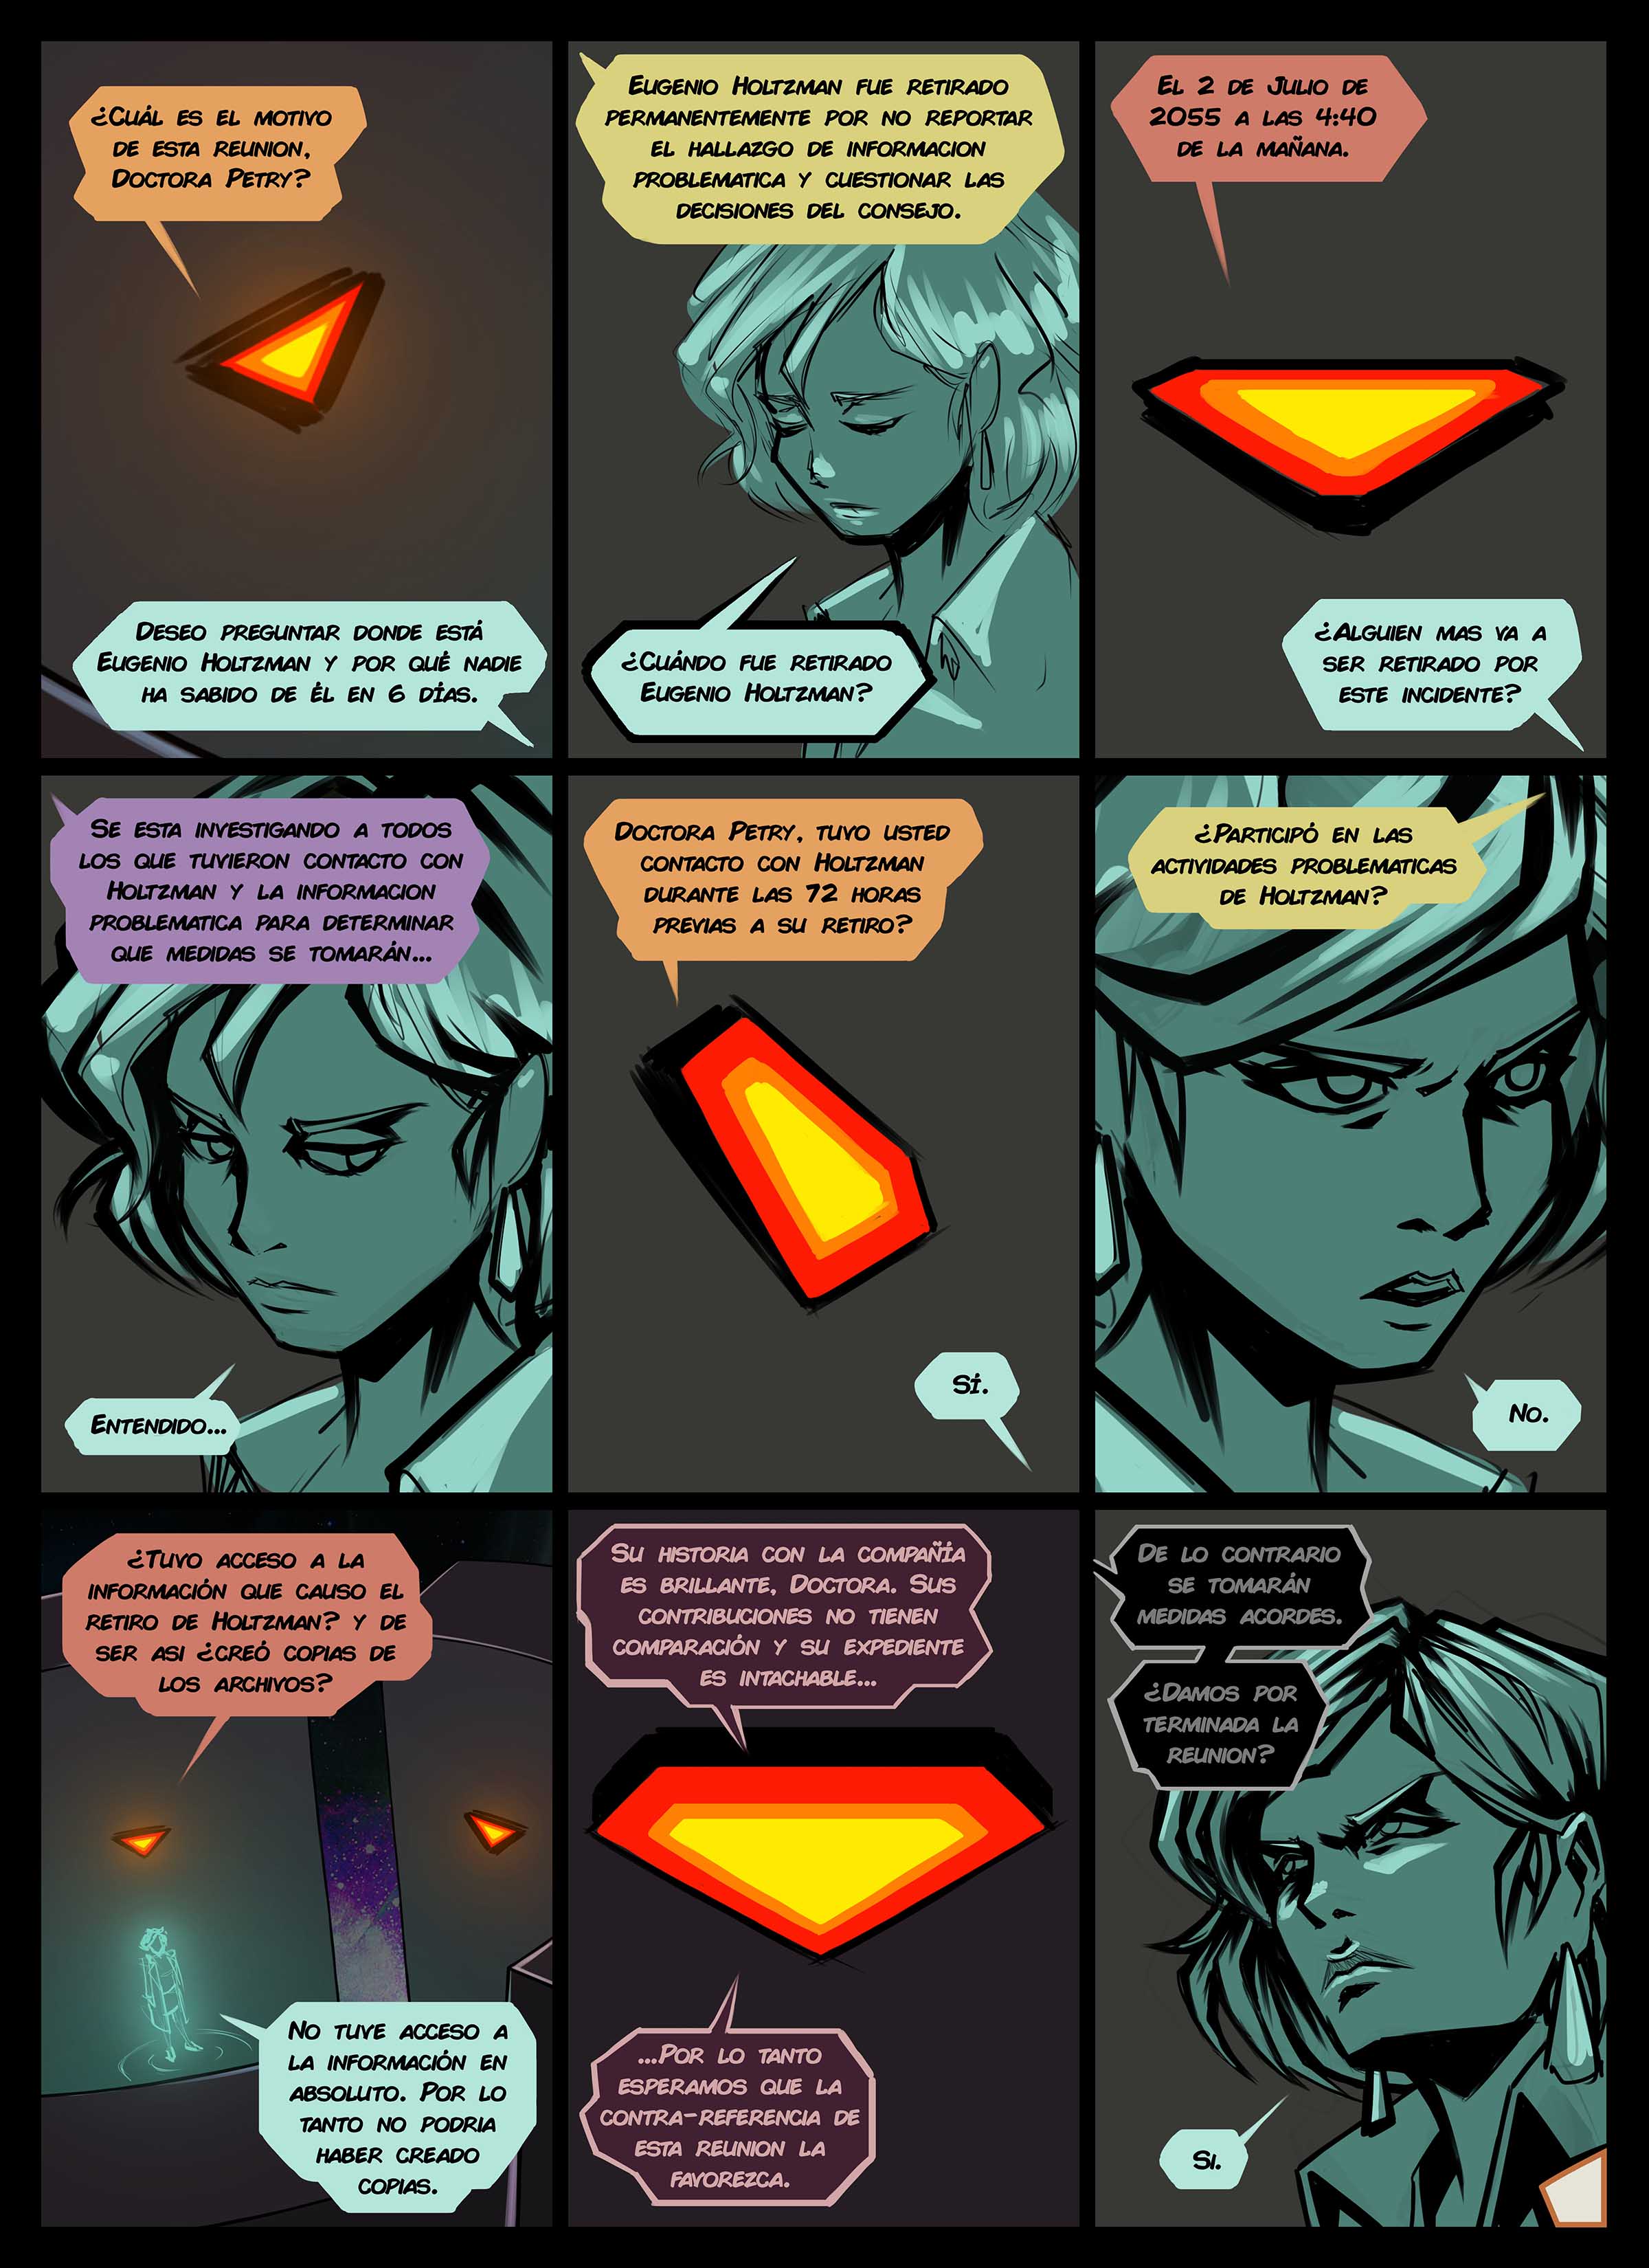 ¿Cuál es el motivo
de esta reunion,
Doctora Petry?
Deseo preguntar donde está
Eugenio Holtzman y por qué nadie
ha sabido de él en 6 días.
Eugenio Holtzman fue retirado
permanentemente por no reportar
el hallazgo de informacion
problematica y cuestionar las
decisiones del consejo.
¿Cuándo fue retirado
Eugenio Holtzman?
El 2 de Julio de
2055 a las 4:40
de la mañana.
¿Alguien mas va a
ser retirado por
este incidente?
Se esta investigando a todos
los que tuvieron contacto con
Holtzman y la informacion
problematica para determinar
que medidas se tomarán...
Entendido...
Doctora Petry, tuvo usted
contacto con Holtzman
durante las 72 horas
previas a su retiro?
Sí.
¿Participó en las
actividades problematicas
de Holtzman?
No.
¿Tuvo acceso a la
información que causo el
retiro de Holtzman? y de
ser asi ¿creó copias de
los archivos?
No tuve acceso a
la información en
absoluto. Por lo
tanto no podria
haber creado
copias.
Su historia con la compañía
es brillante, Doctora. Sus
contribuciones no tienen
comparación y su expediente
es intachable...
...Por lo tanto
esperamos que la
contra-referencia de
esta reunion la
favorezca.
De lo contrario
se tomarán
medidas acordes.
¿Damos por
terminada la
reunion?
Si.